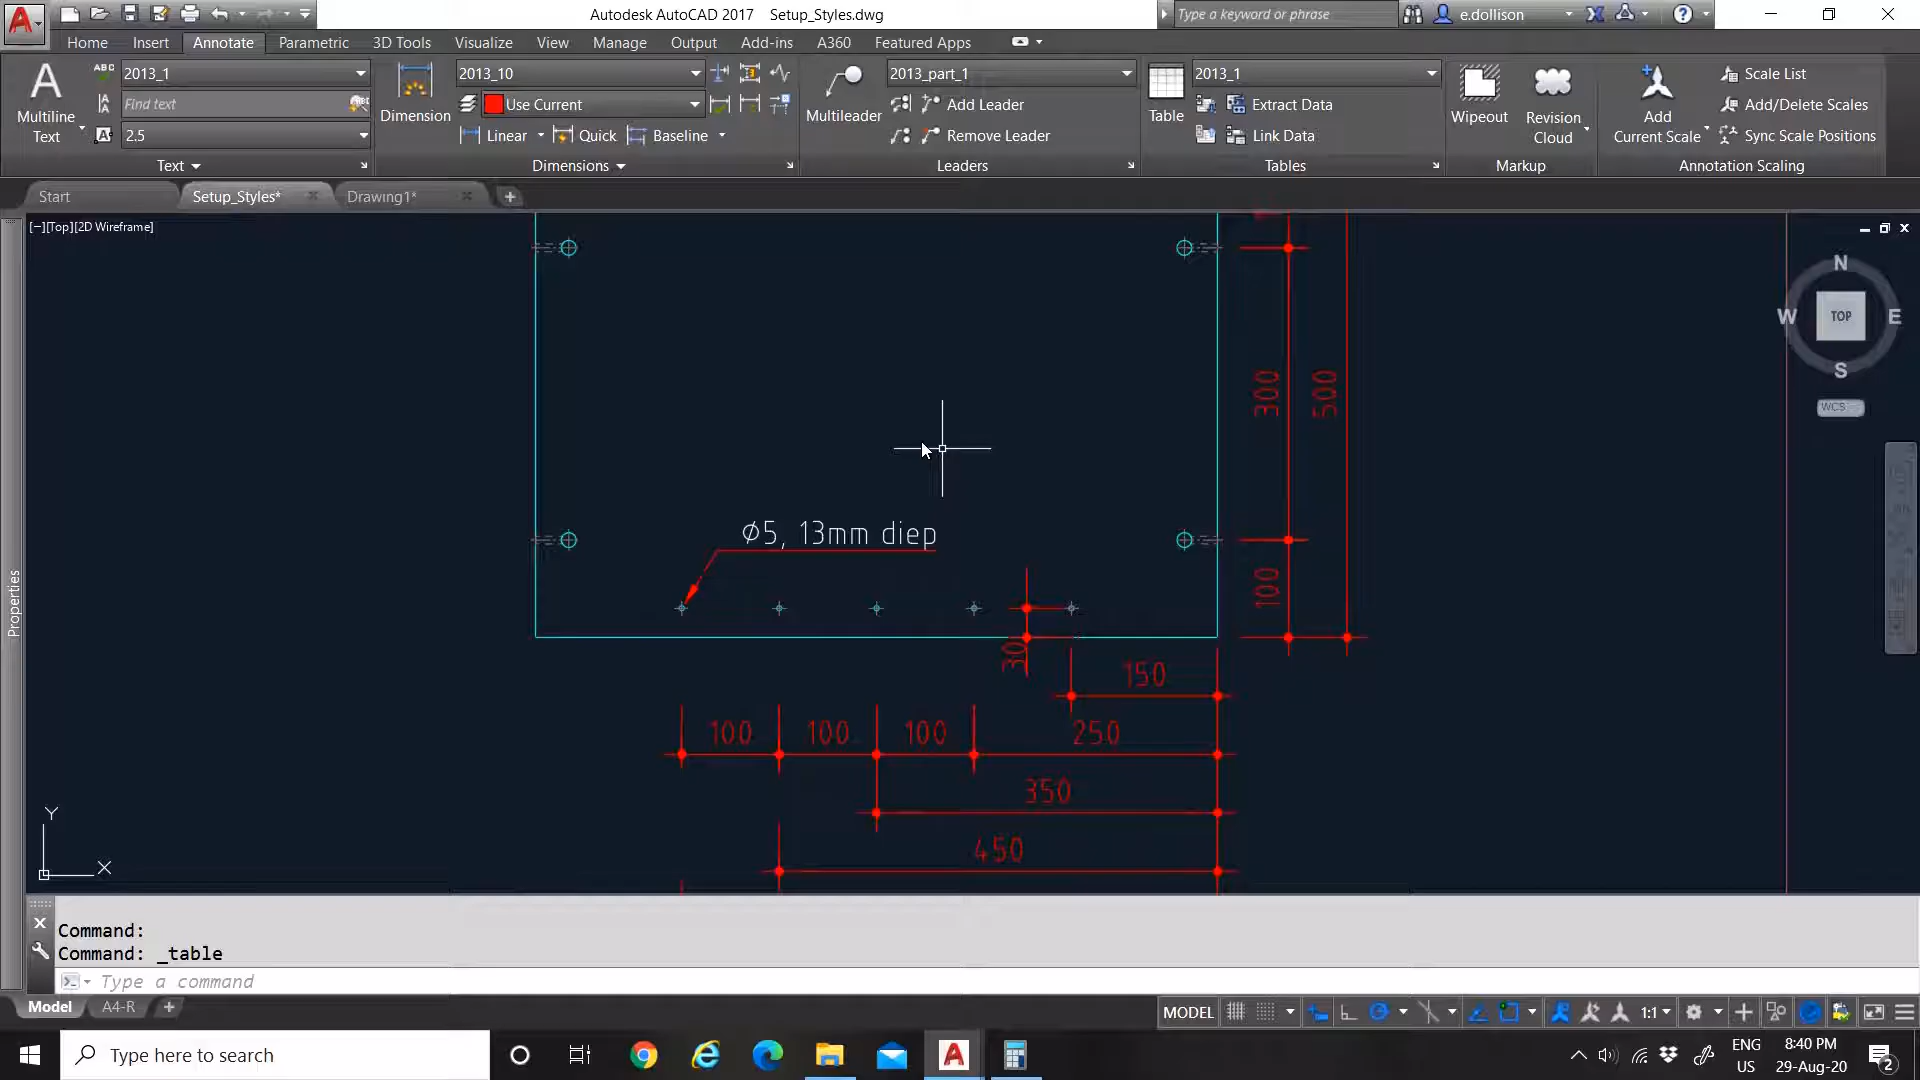 Autodesk AutoCAD 2017 Setup_Styles.dwg
Type a keyword or phrase
e.dollison
Home Insert Annotate Parametric 3D Tools Visualize View Manage Output Add-ins A360 Featured Apps
2013_1
Find text
2.5
Multiline Text
Text
Dimension
2013_10
Use Current
Linear Quick Baseline
Dimensions
Multileader
2013_part_1
Add Leader
Remove Leader
Leaders
Table
2013_1
Extract Data
Link Data
Tables
Wipeout
Revision Cloud
Markup
Add Current Scale
Scale List
Add/Delete Scales
Sync Scale Positions
Annotation Scaling
Start Setup_Styles* Drawing1*
[−][Top][2D Wireframe]
N
W TOP E
S
WCS
Properties
300
500
Ø5, 13mm diep
100
30
150
100 100 100 250
350
450
Y
X
Command:
Command: _table
Type a command
Model A4-R
MODEL
1:1
Type here to search
ENG
US
8:40 PM
29-Aug-20
2